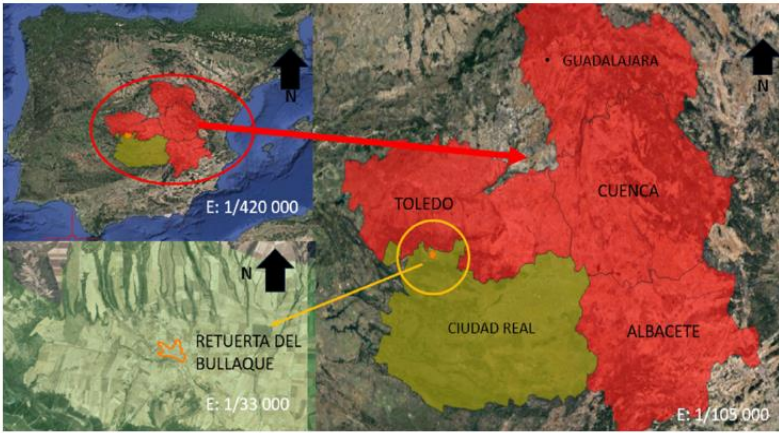 N
E: 1/420 000
GUADALAJARA
N
TOLEDO
CUENCA
CIUDAD REAL
ALBACETE
E: 1/105 000
N
RETUERTA DEL
BULLAQUE
E: 1/33 000